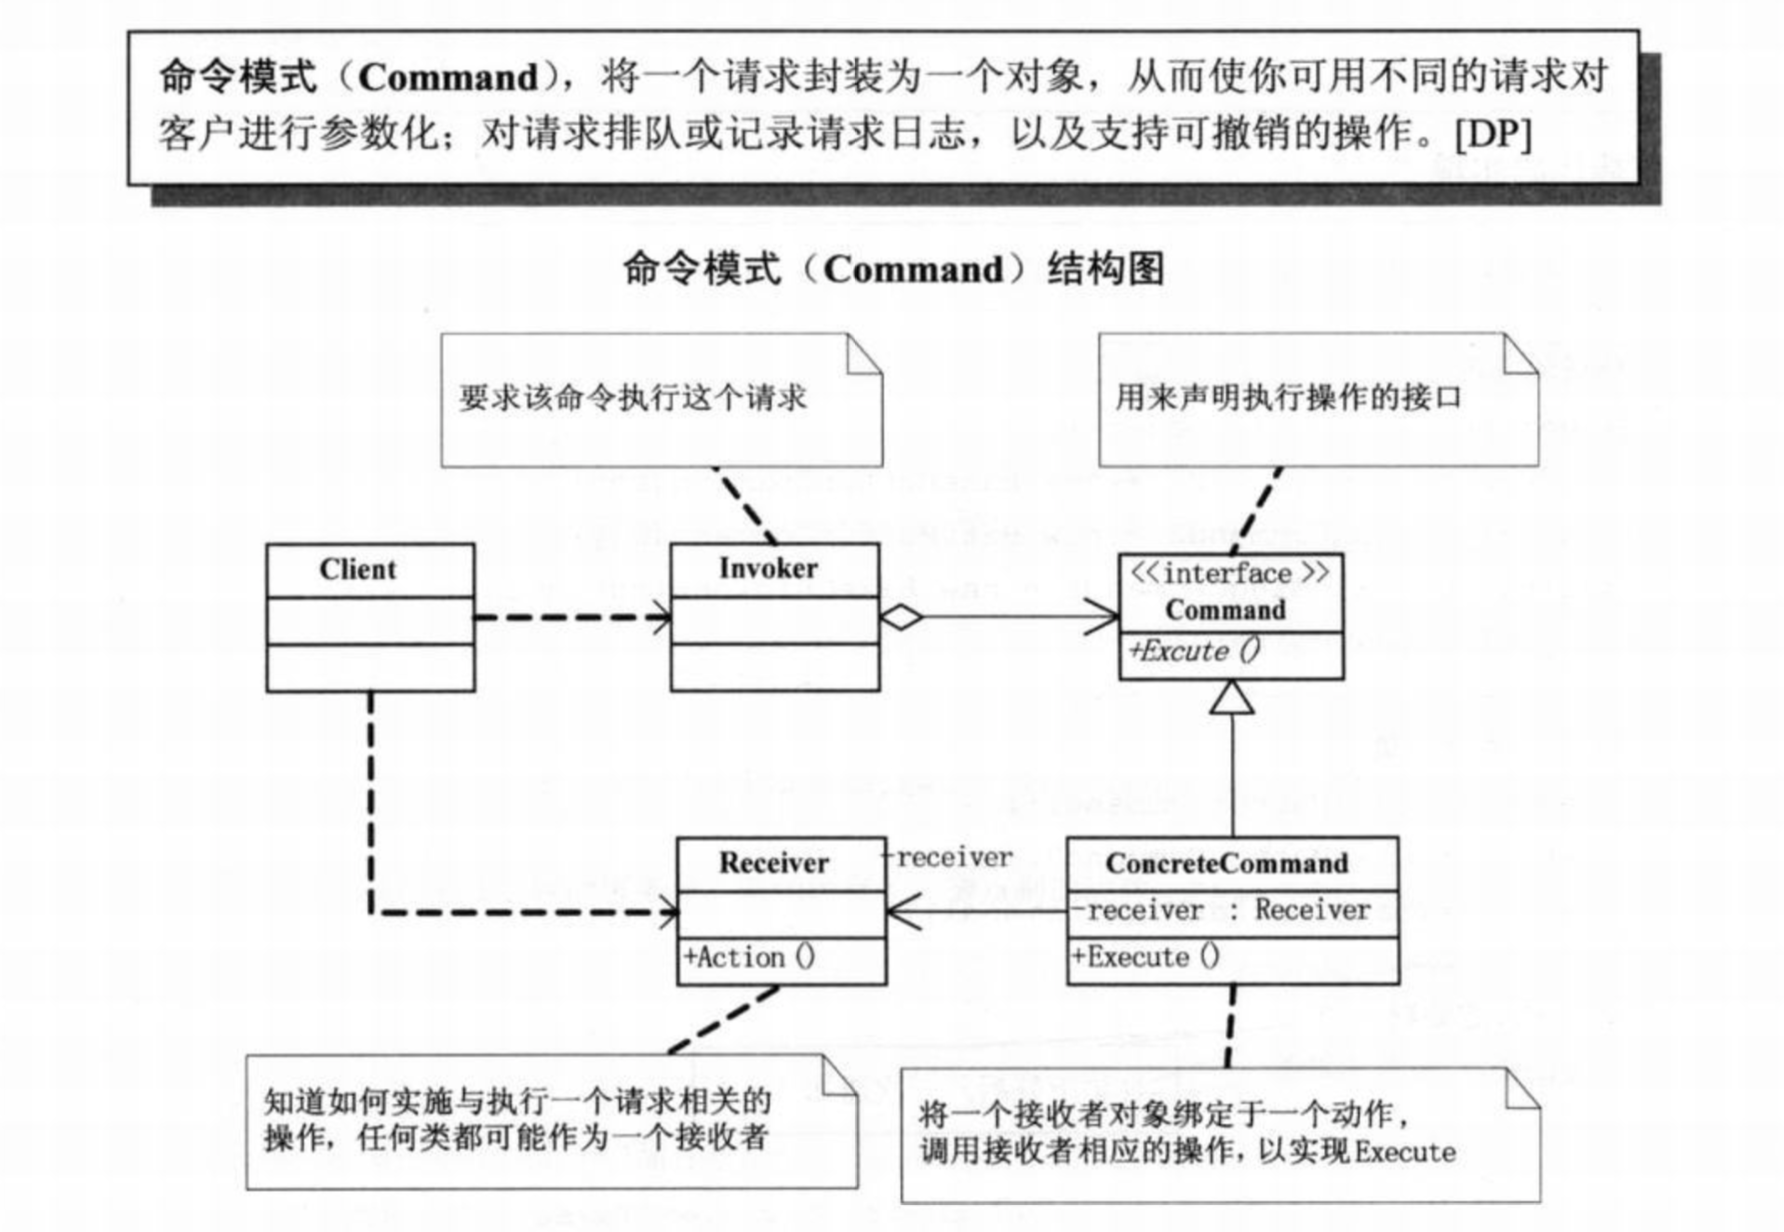 命令模式（Command），将一个请求封装为一个对象，从而使你可用不同的请求对
客户进行参数化；对请求排队或记录请求日志，以及支持可撤销的操作。[DP]
命令模式（Command）结构图
要求该命令执行这个请求
用来声明执行操作的接口
Client
Invoker
<<interface>>
Command
+Excute()
Receiver
+Action()
-receiver
ConcreteCommand
-receiver : Receiver
+Execute()
知道如何实施与执行一个请求相关的
操作，任何类都可能作为一个接收者
将一个接收者对象绑定于一个动作，
调用接收者相应的操作，以实现Execute